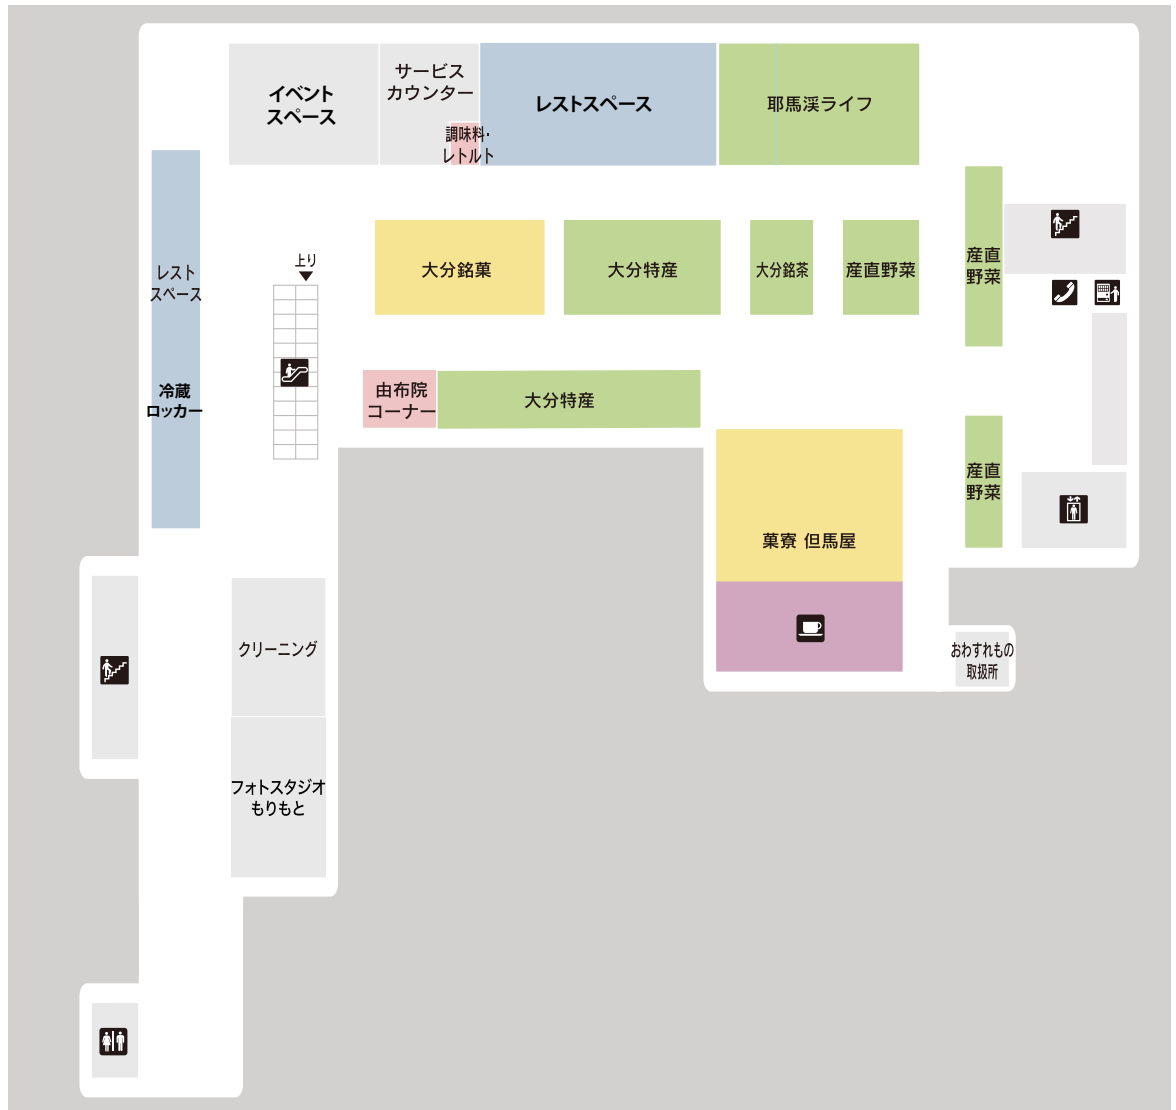 イベント
スペース
サービス
カウンター
調味料・
レトルト
レストスペース
耶馬渓ライフ
レスト
スペース
冷蔵
ロッカー
上り
大分銘菓
大分特産
大分銘茶
産直野菜
産直
野菜
由布院
コーナー
大分特産
産直
野菜
菓寮 但馬屋
クリーニング
おわすれもの
取扱所
フォトスタジオ
もりもと